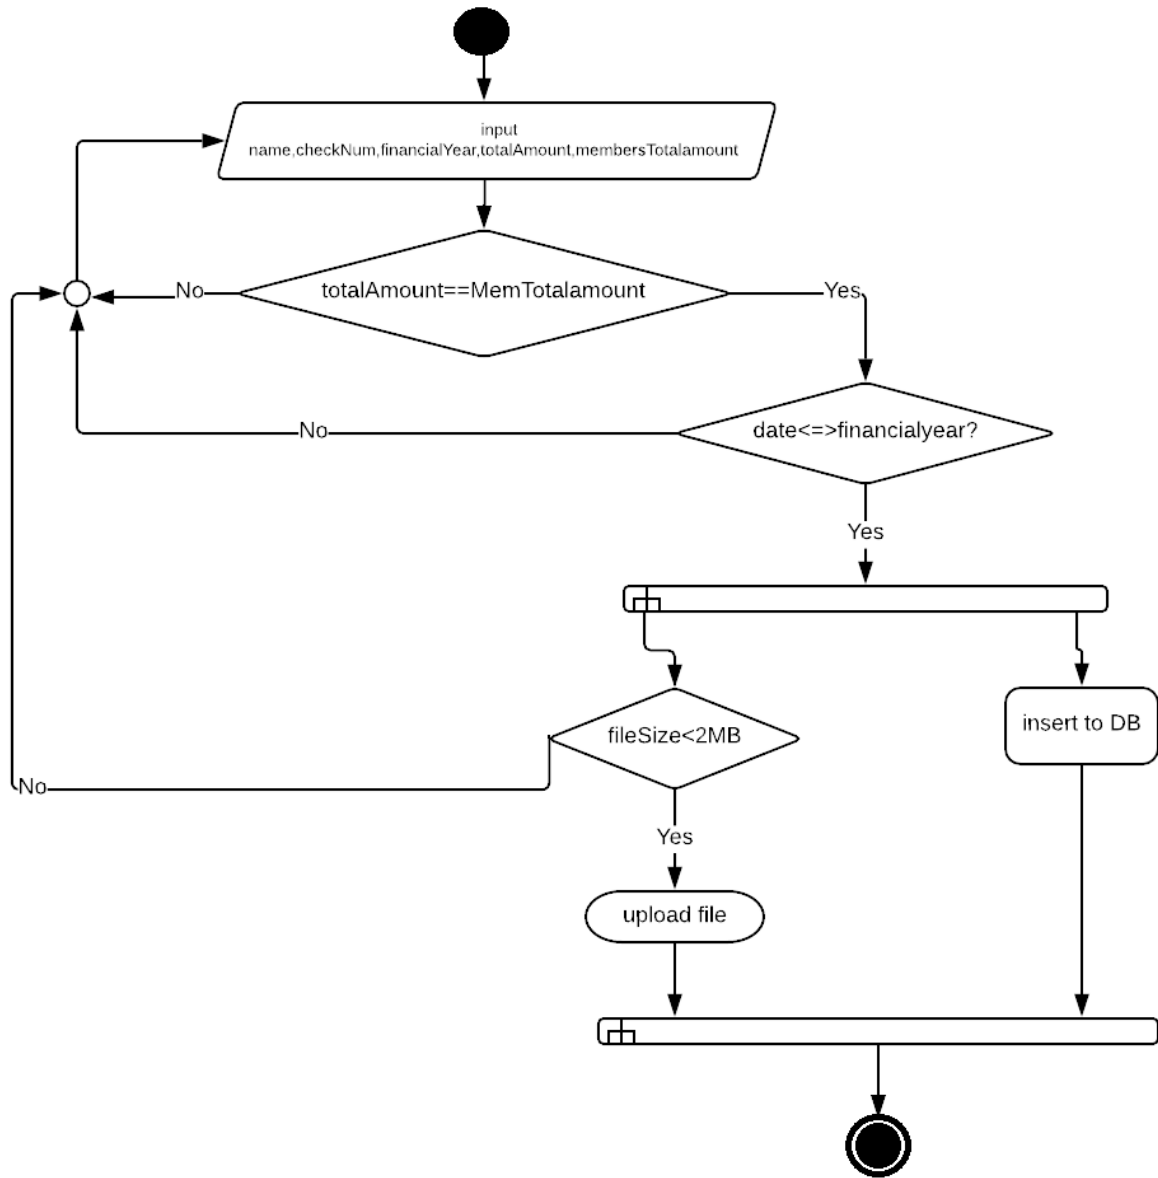 input
name,checkNum,financialYear,totalAmount,membersTotalamount
No
totalAmount==MemTotalamount
Yes
No
date<=>financialyear?
Yes
fileSize<2MB
insert to DB
No
Yes
upload file